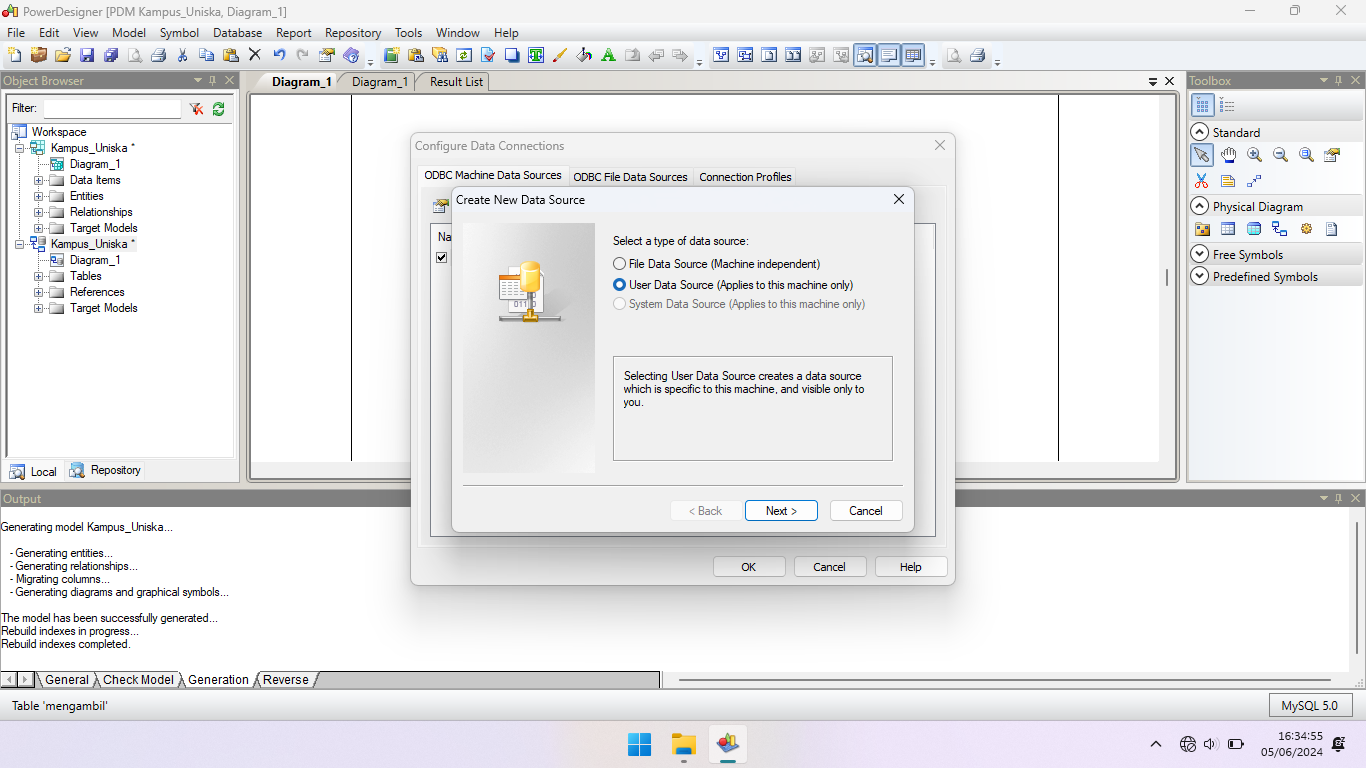 PowerDesigner [PDM Kampus_Uniska, Diagram_1]
File Edit View Model Symbol Database Report Repository Tools Window Help
Object Browser
Diagram_1 Diagram_1 Result List
Toolbox
Filter:
Workspace
Kampus_Uniska *
Diagram_1
Data Items
Entities
Relationships
Target Models
Kampus_Uniska *
Diagram_1
Tables
References
Target Models
Local Repository
Configure Data Connections
ODBC Machine Data Sources ODBC File Data Sources Connection Profiles
Na
Create New Data Source
Select a type of data source:
File Data Source (Machine independent)
User Data Source (Applies to this machine only)
System Data Source (Applies to this machine only)
Selecting User Data Source creates a data source
which is specific to this machine, and visible only to
you.
< Back Next > Cancel
OK Cancel Help
Standard
Physical Diagram
Free Symbols
Predefined Symbols
Output
Generating model Kampus_Uniska...
- Generating entities...
- Generating relationships...
- Migrating columns...
- Generating diagrams and graphical symbols...
The model has been successfully generated...
Rebuild indexes in progress...
Rebuild indexes completed.
General Check Model Generation Reverse
Table 'mengambil'
MySQL 5.0
16:34:55
05/06/2024